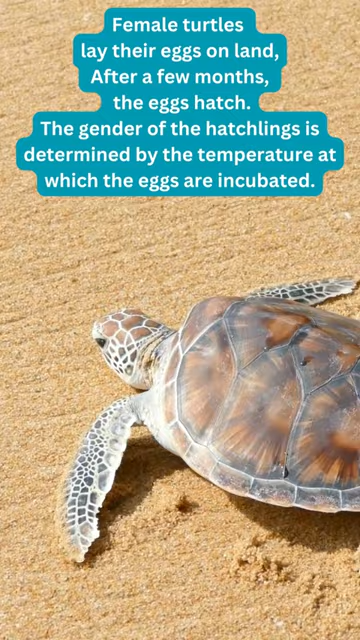 Female turtles
lay their eggs on land,
After a few months,
the eggs hatch.
The gender of the hatchlings is
determined by the temperature at
which the eggs are incubated.